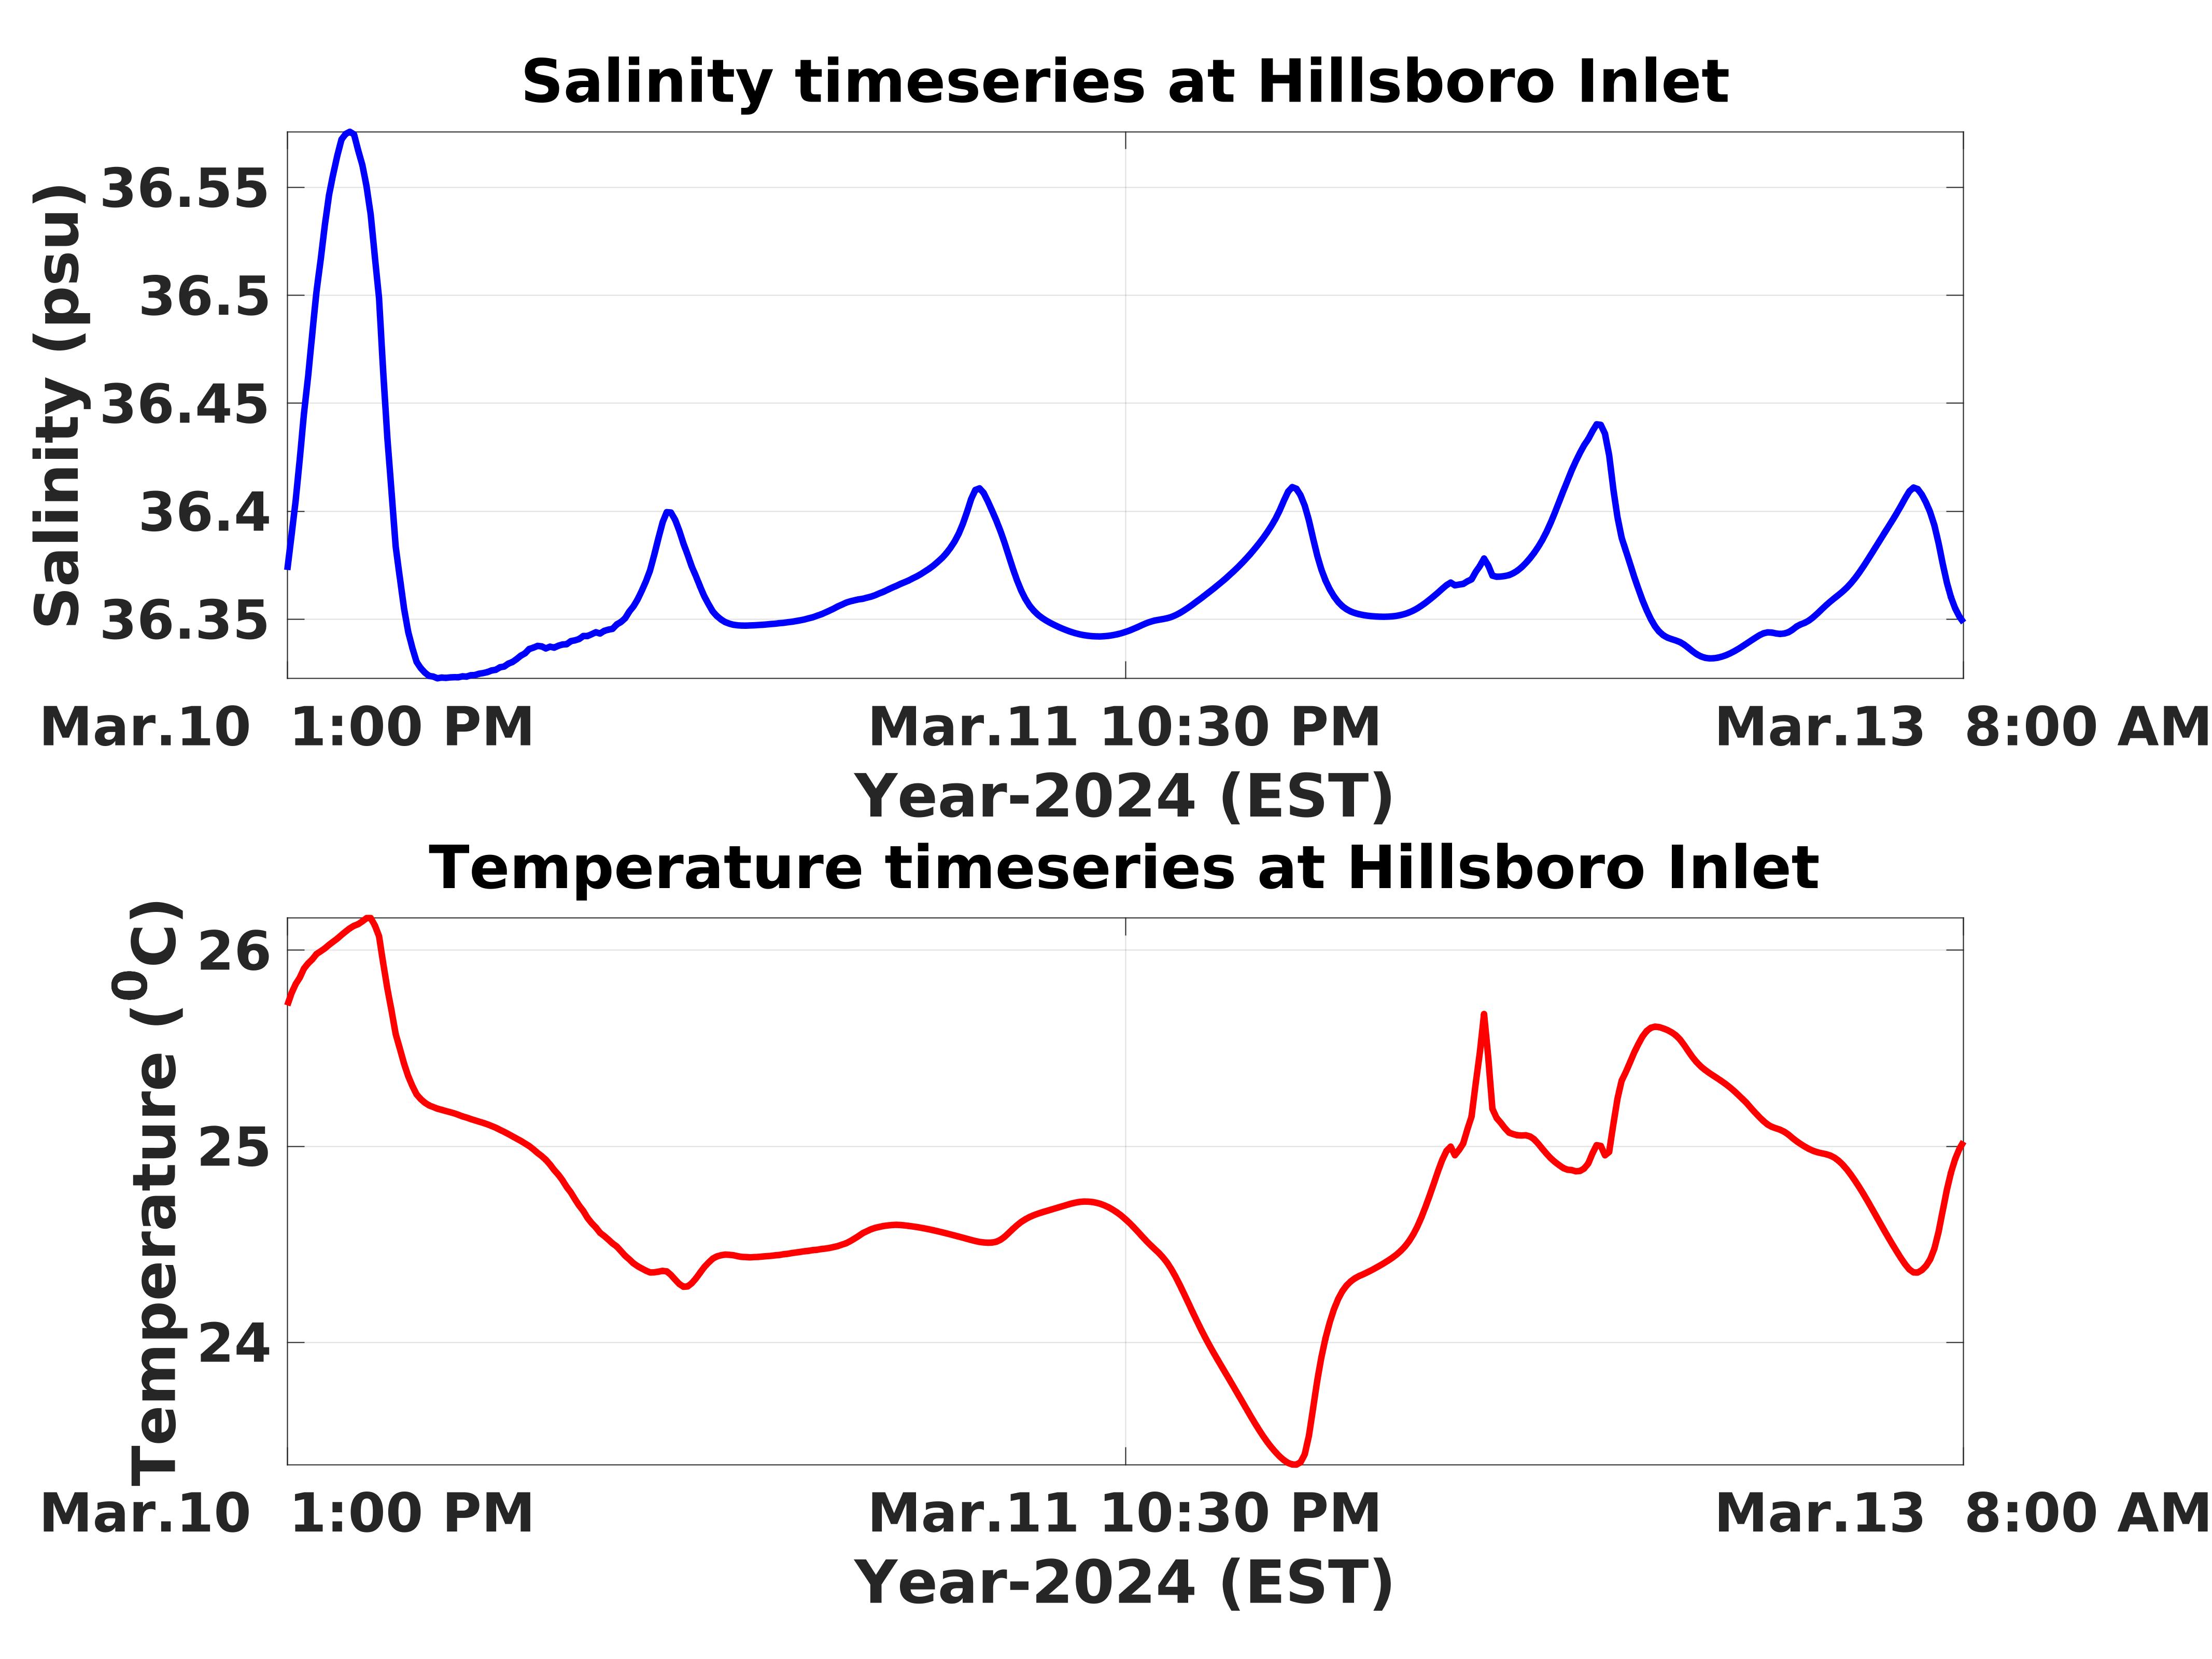 Salinity timeseries at Hillsboro Inlet
Salinity (psu)
36.55
36.5
36.45
36.4
36.35
Mar.10  1:00 PM
Mar.11 10:30 PM
Mar.13  8:00 AM
Year-2024 (EST)
Temperature timeseries at Hillsboro Inlet
Temperature (⁰C)
26
25
24
Mar.10  1:00 PM
Mar.11 10:30 PM
Mar.13  8:00 AM
Year-2024 (EST)